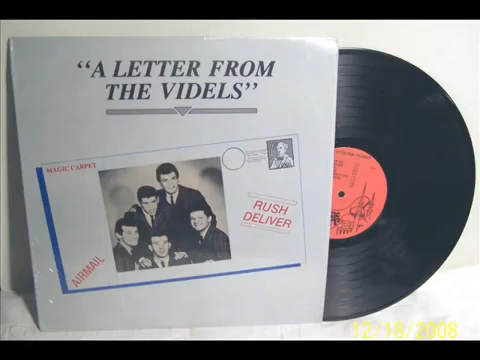 “A LETTER FROM
THE VIDELS”
MAGIC CARPET
RUSH
DELIVER
AIRMAIL
12/18/2008